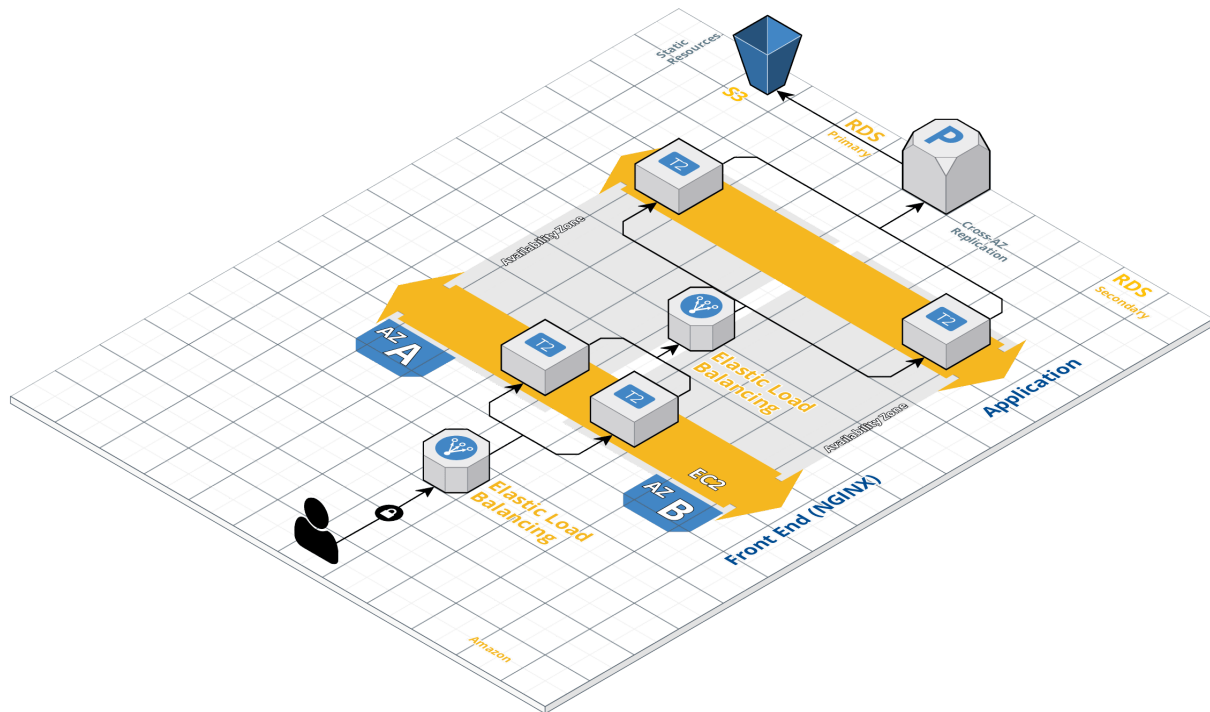 Static
Resources
S3
RDS
Primary
P
T2
Cross-AZ
Replication
RDS
Secondary
Availability Zone
T2
AZ
A
T2
Elastic Load
Balancing
T2
Application
Availability Zone
Elastic Load
Balancing
EC2
AZ
B
Front End (NGINX)
Amazon